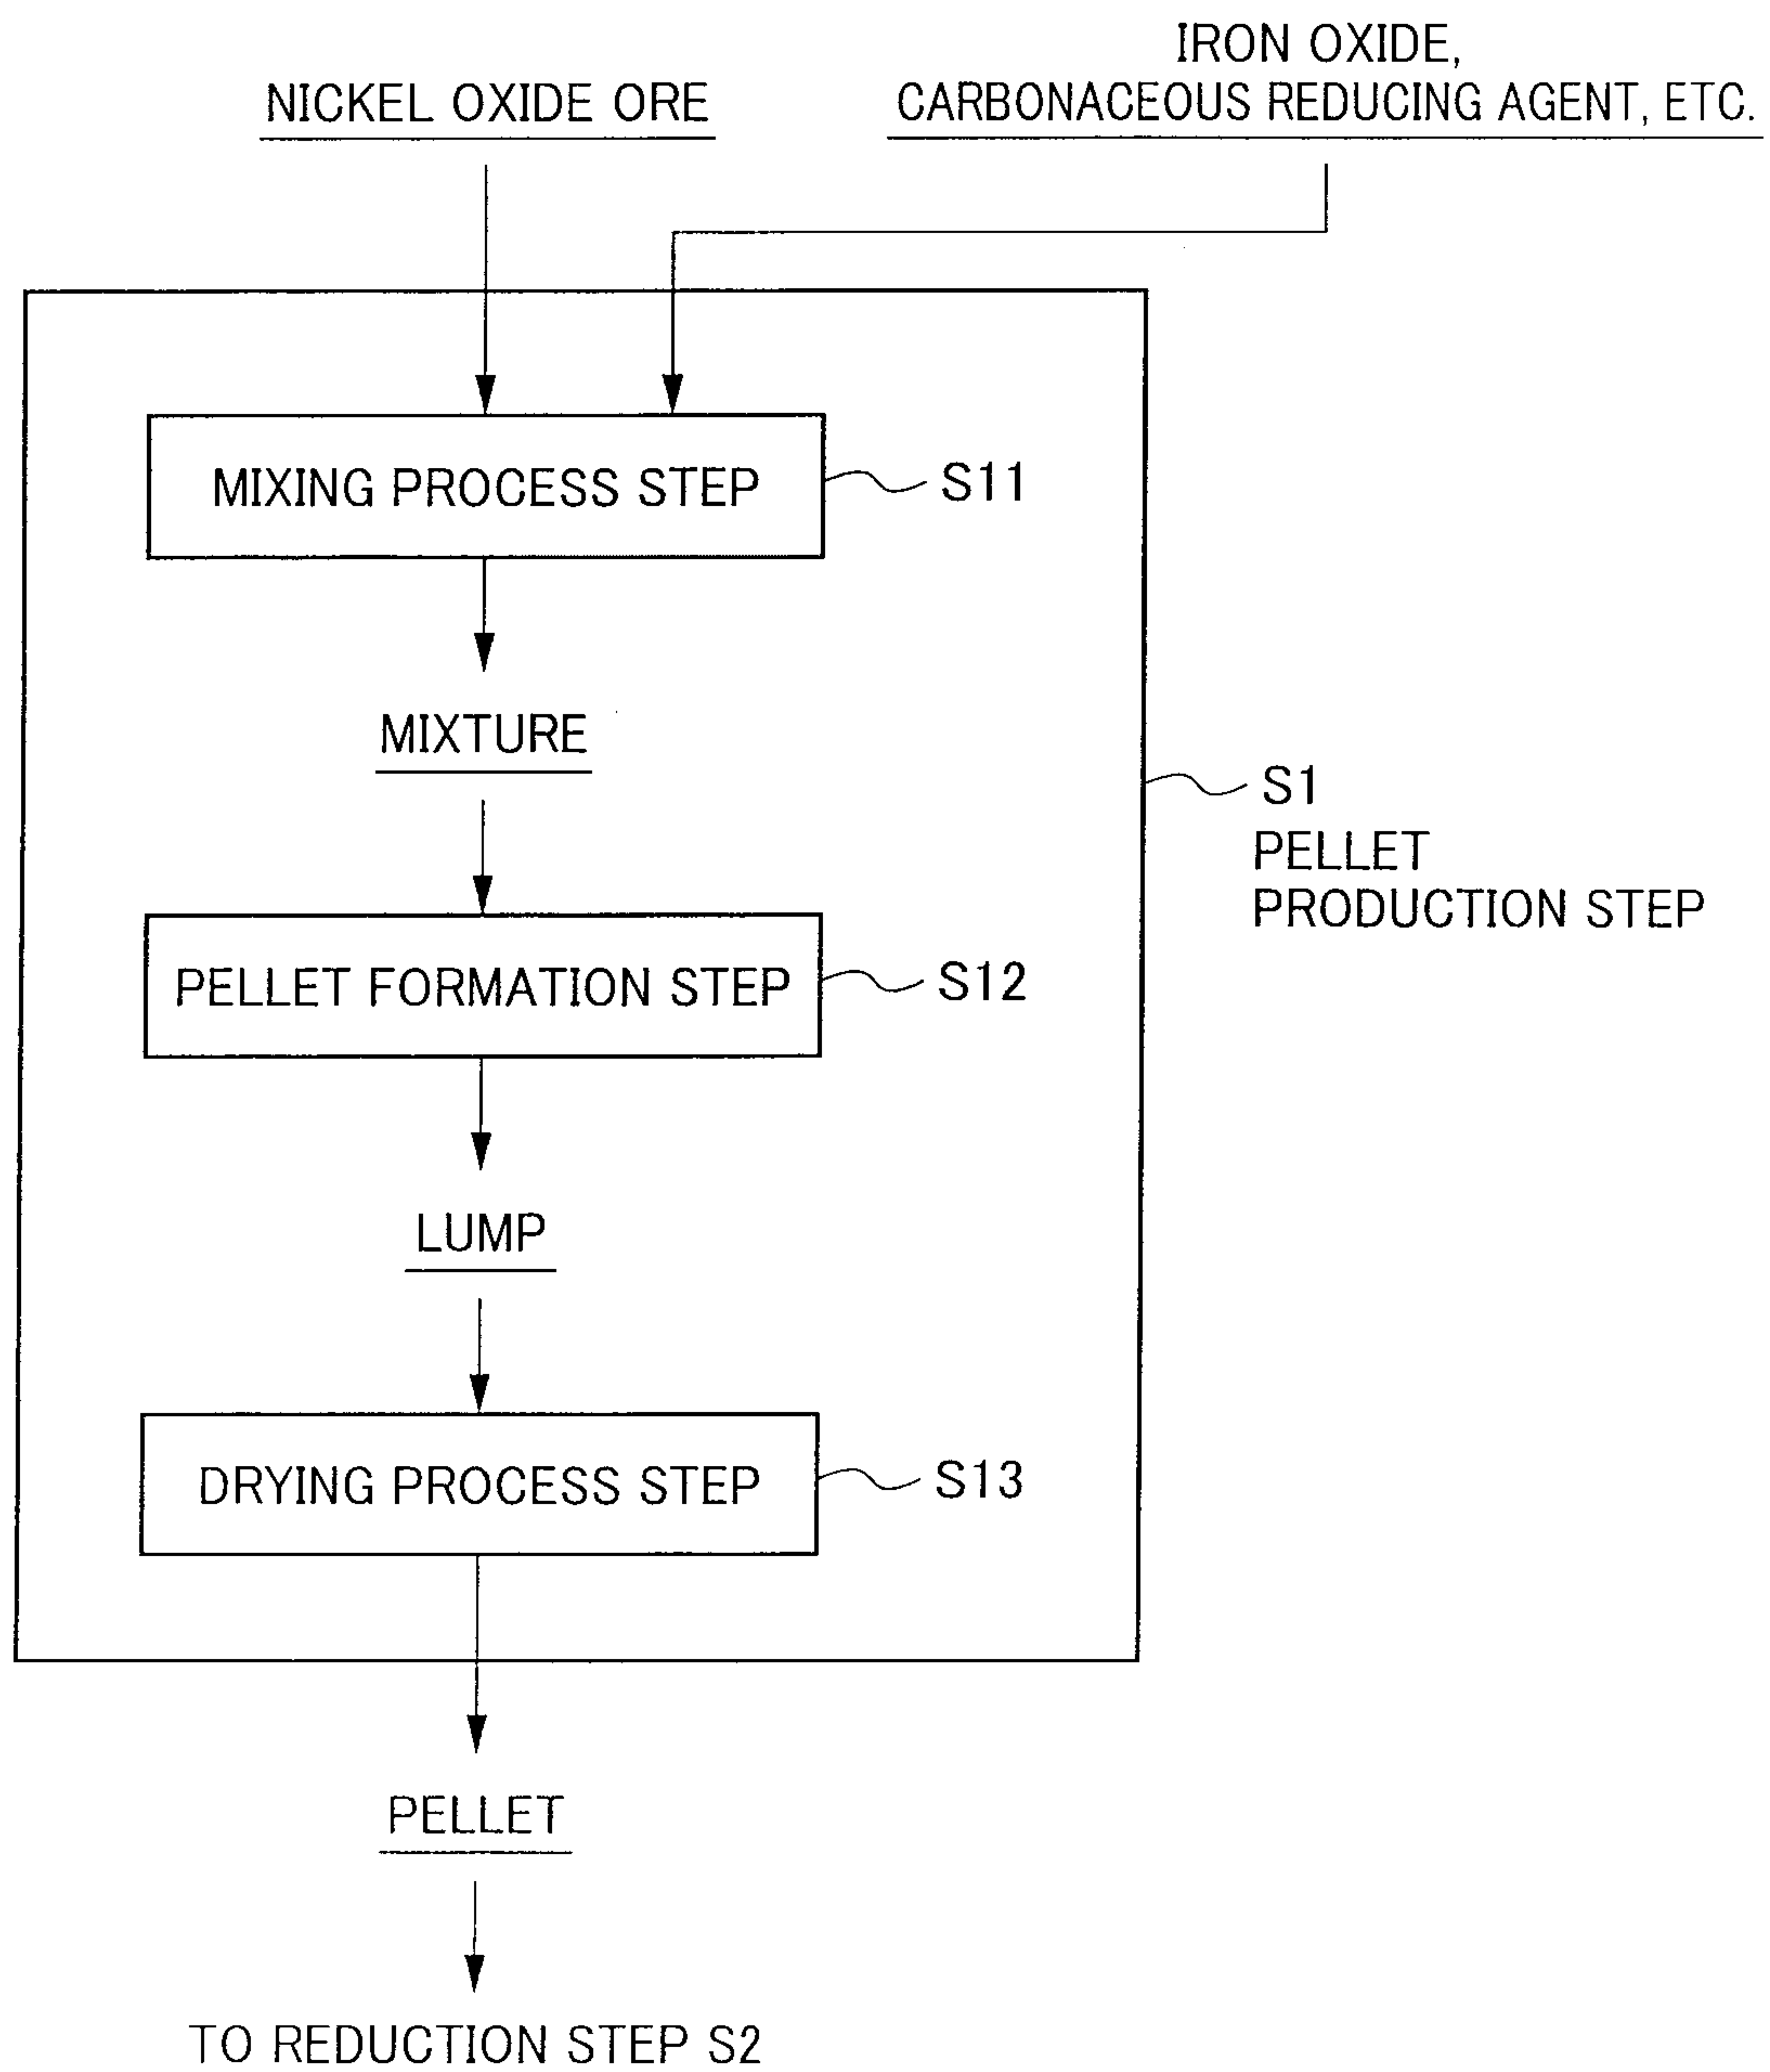 IRON OXIDE,
NICKEL OXIDE ORE
CARBONACEOUS REDUCING AGENT, ETC.
MIXING PROCESS STEP
S11
MIXTURE
S1
PELLET
PRODUCTION STEP
PELLET FORMATION STEP
S12
LUMP
DRYING PROCESS STEP
S13
PELLET
TO REDUCTION STEP S2